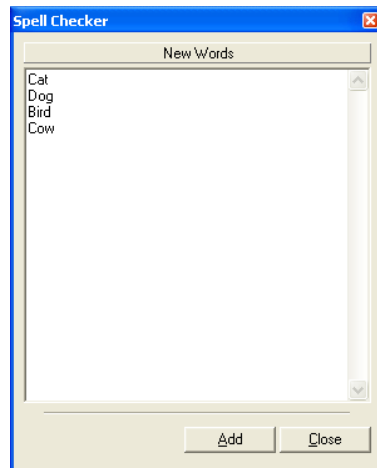 Spell Checker
New Words
Cat
Dog
Bird
Cow
Add
Close